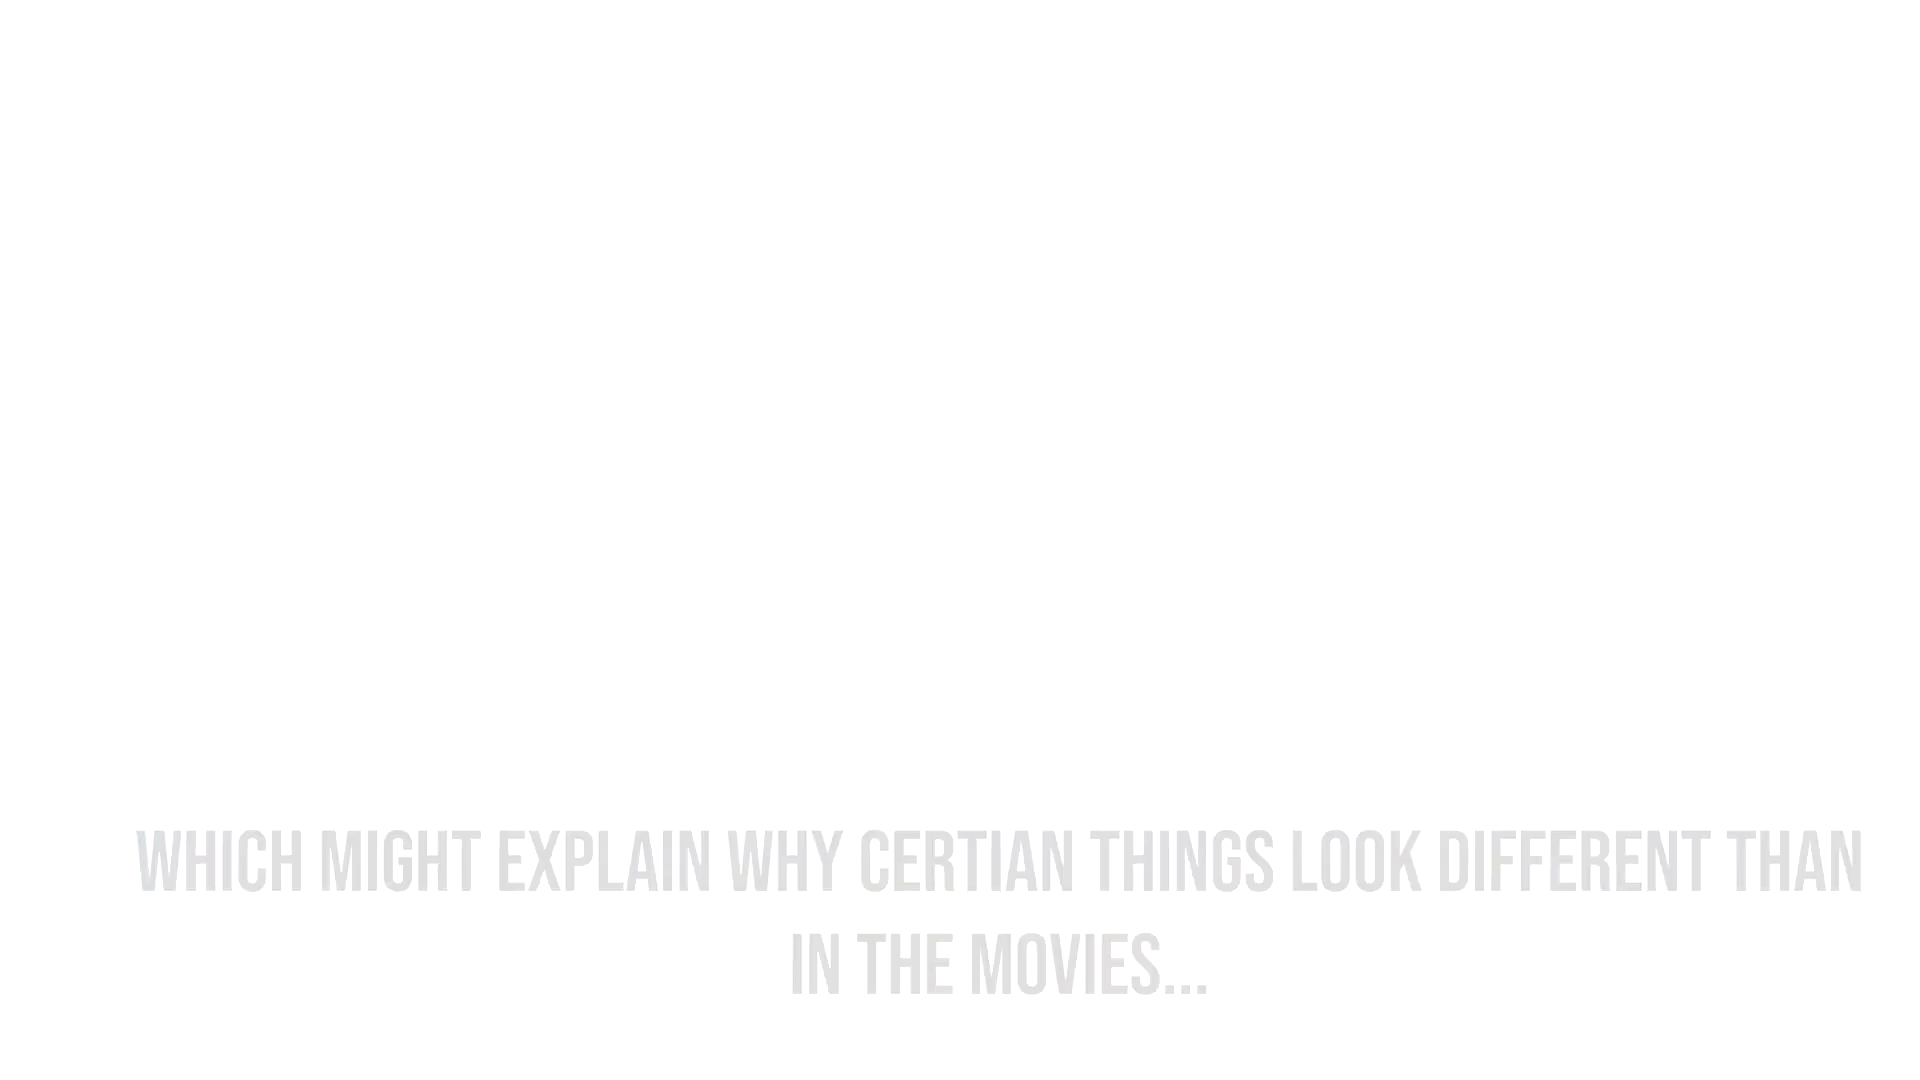 WHICH MIGHT EXPLAIN WHY CERTIAN THINGS LOOK DIFFERENT THAN
IN THE MOVIES...